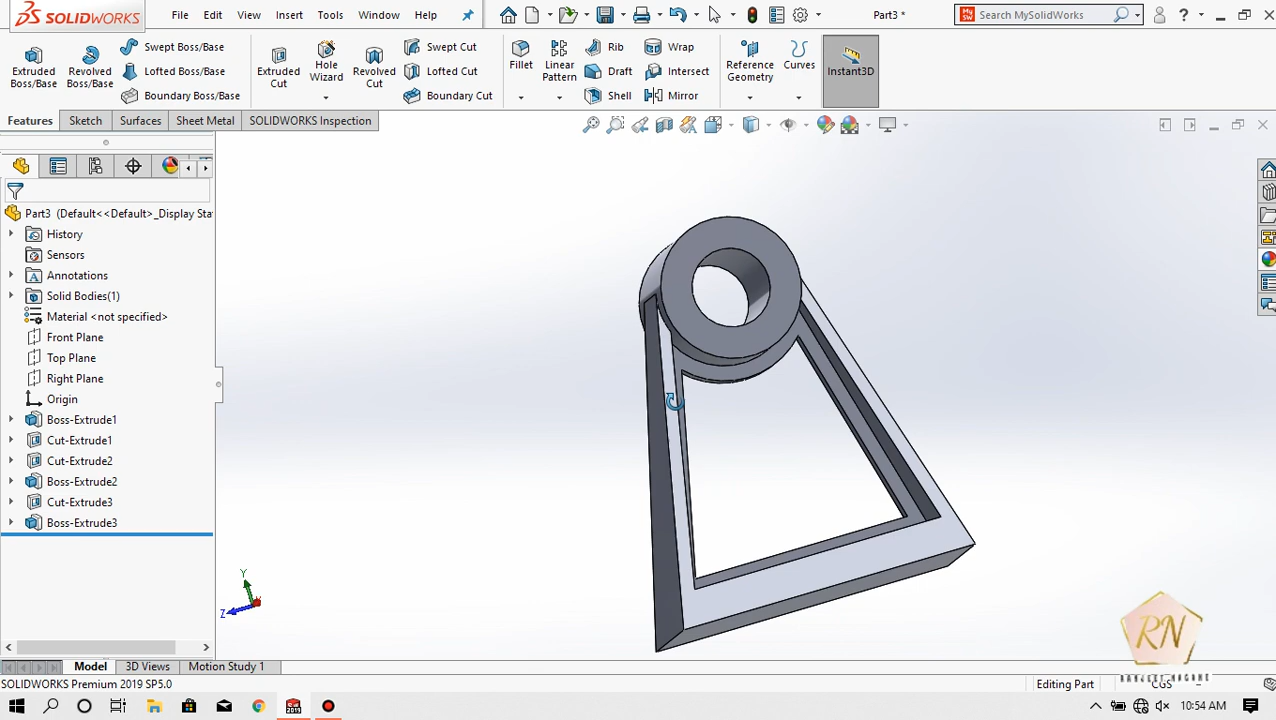 SOLIDWORKS File Edit View Insert Tools Window Help Part3 * Search MySolidWorks ?
Extruded Boss/Base
Revolved Boss/Base
Swept Boss/Base
Lofted Boss/Base
Boundary Boss/Base
Extruded Cut
Hole Wizard
Revolved Cut
Swept Cut
Lofted Cut
Boundary Cut
Fillet
Linear Pattern
Rib
Draft
Shell
Wrap
Intersect
Mirror
Reference Geometry
Curves
Instant3D
Features Sketch Surfaces Sheet Metal SOLIDWORKS Inspection
Part3 (Default<<Default>_Display Sta
History
Sensors
Annotations
Solid Bodies(1)
Material <not specified>
Front Plane
Top Plane
Right Plane
Origin
Boss-Extrude1
Cut-Extrude1
Cut-Extrude2
Boss-Extrude2
Cut-Extrude3
Boss-Extrude3
Y
Z
RN
Model 3D Views Motion Study 1
SOLIDWORKS Premium 2019 SP5.0 Editing Part CGS
10:54 AM